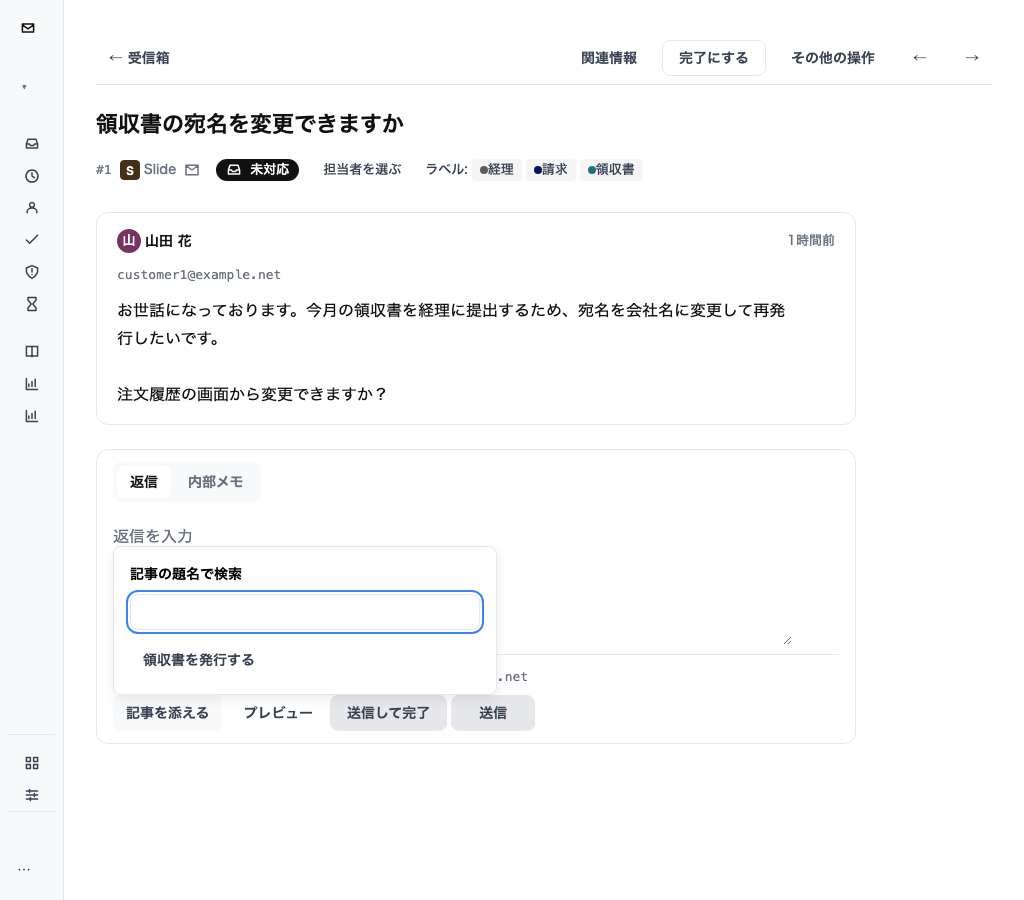 ← 受信箱
関連情報
完了にする
その他の操作
←
→
領収書の宛名を変更できますか
#1 S Slide 未対応 担当者を選ぶ ラベル: 経理 請求 領収書
山 山田 花
1時間前
customer1@example.net
お世話になっております。今月の領収書を経理に提出するため、宛名を会社名に変更して再発
行したいです。
注文履歴の画面から変更できますか？
返信 内部メモ
返信を入力
記事の題名で検索
領収書を発行する
.net
記事を添える プレビュー 送信して完了 送信
…